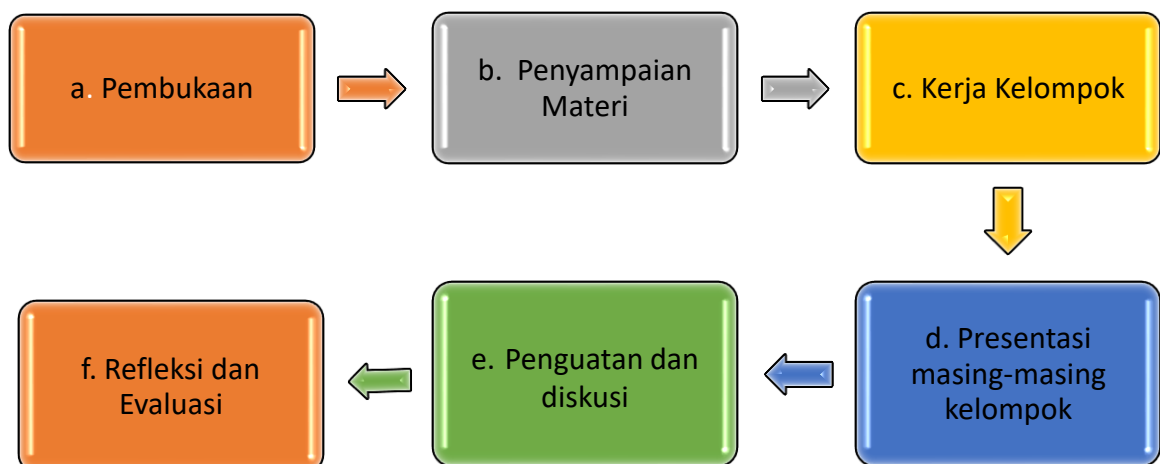 a. Pembukaan
b. Penyampaian
Materi
c. Kerja Kelompok
d. Presentasi
masing-masing
kelompok
e. Penguatan dan
diskusi
f. Refleksi dan
Evaluasi